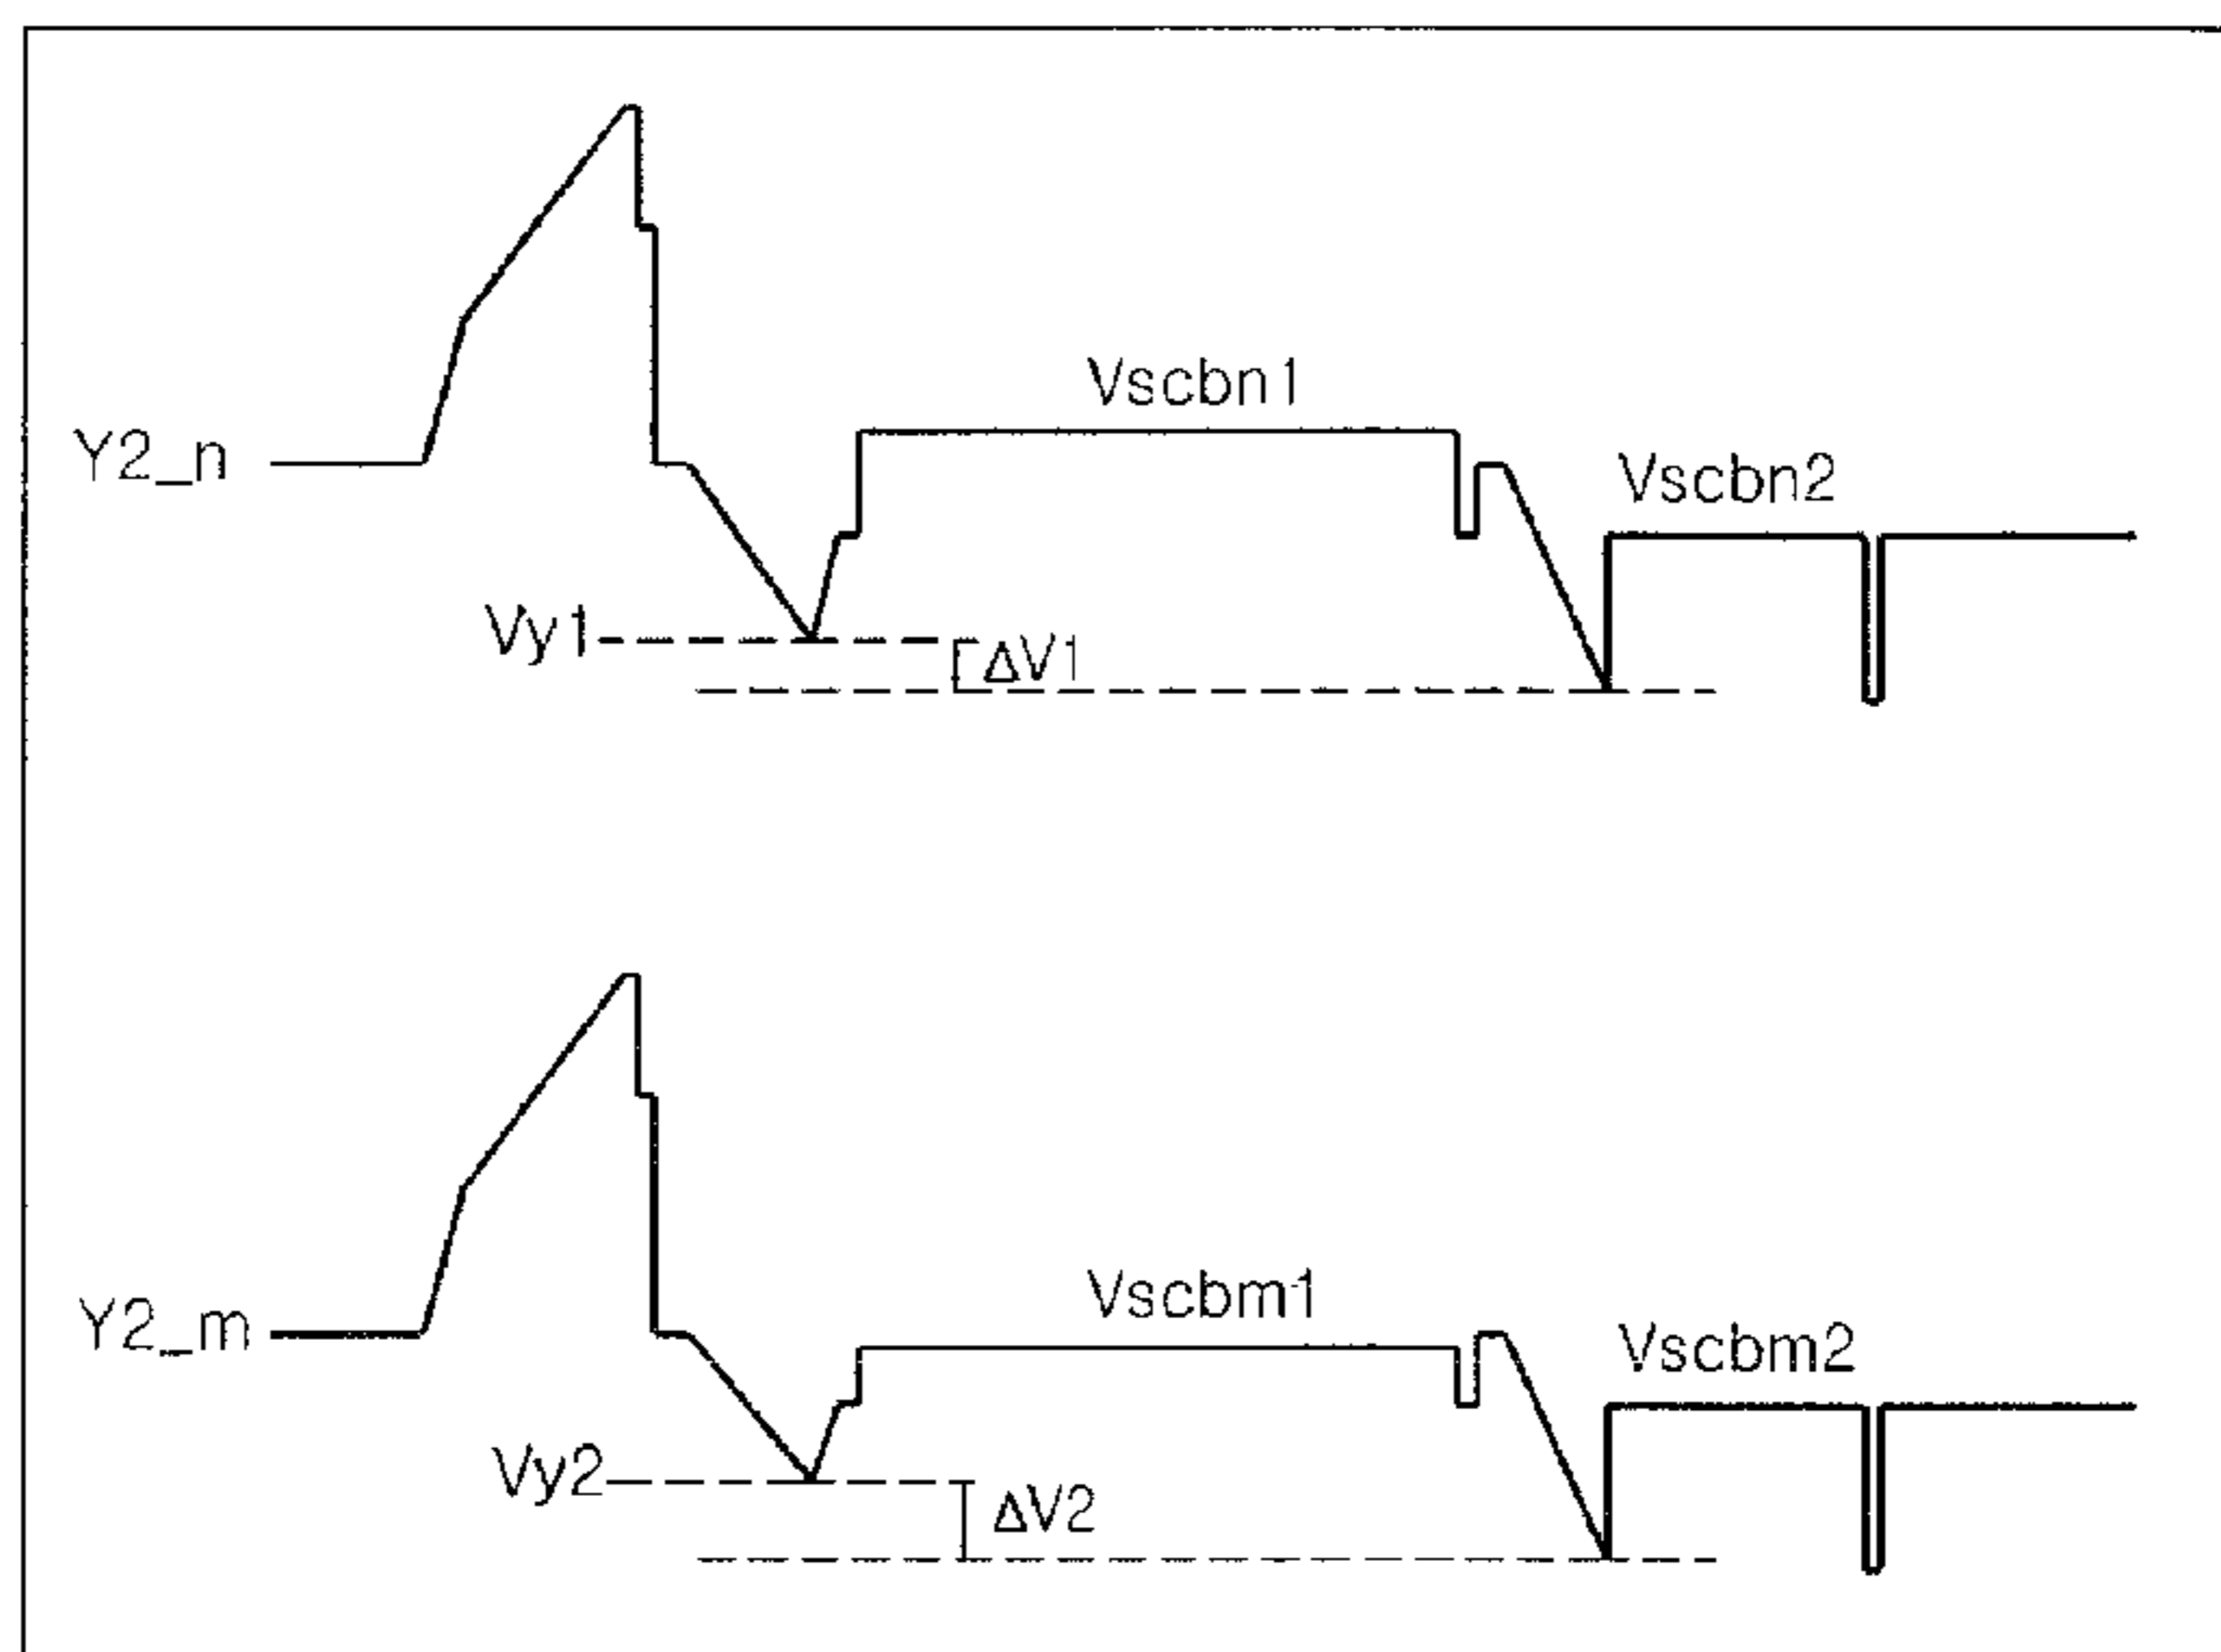 Vscbn1
Y2_n
Vscbn2
Vy1
ΔV1
Vscbm1
Y2_m
Vscbm2
Vy2
ΔV2